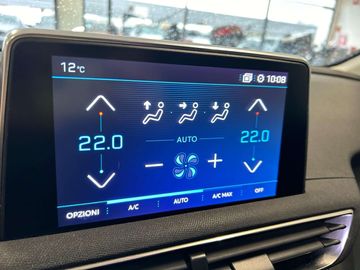 12°C 10:08
22.0 AUTO 22.0
OPZIONI A/C AUTO A/C MAX OFF